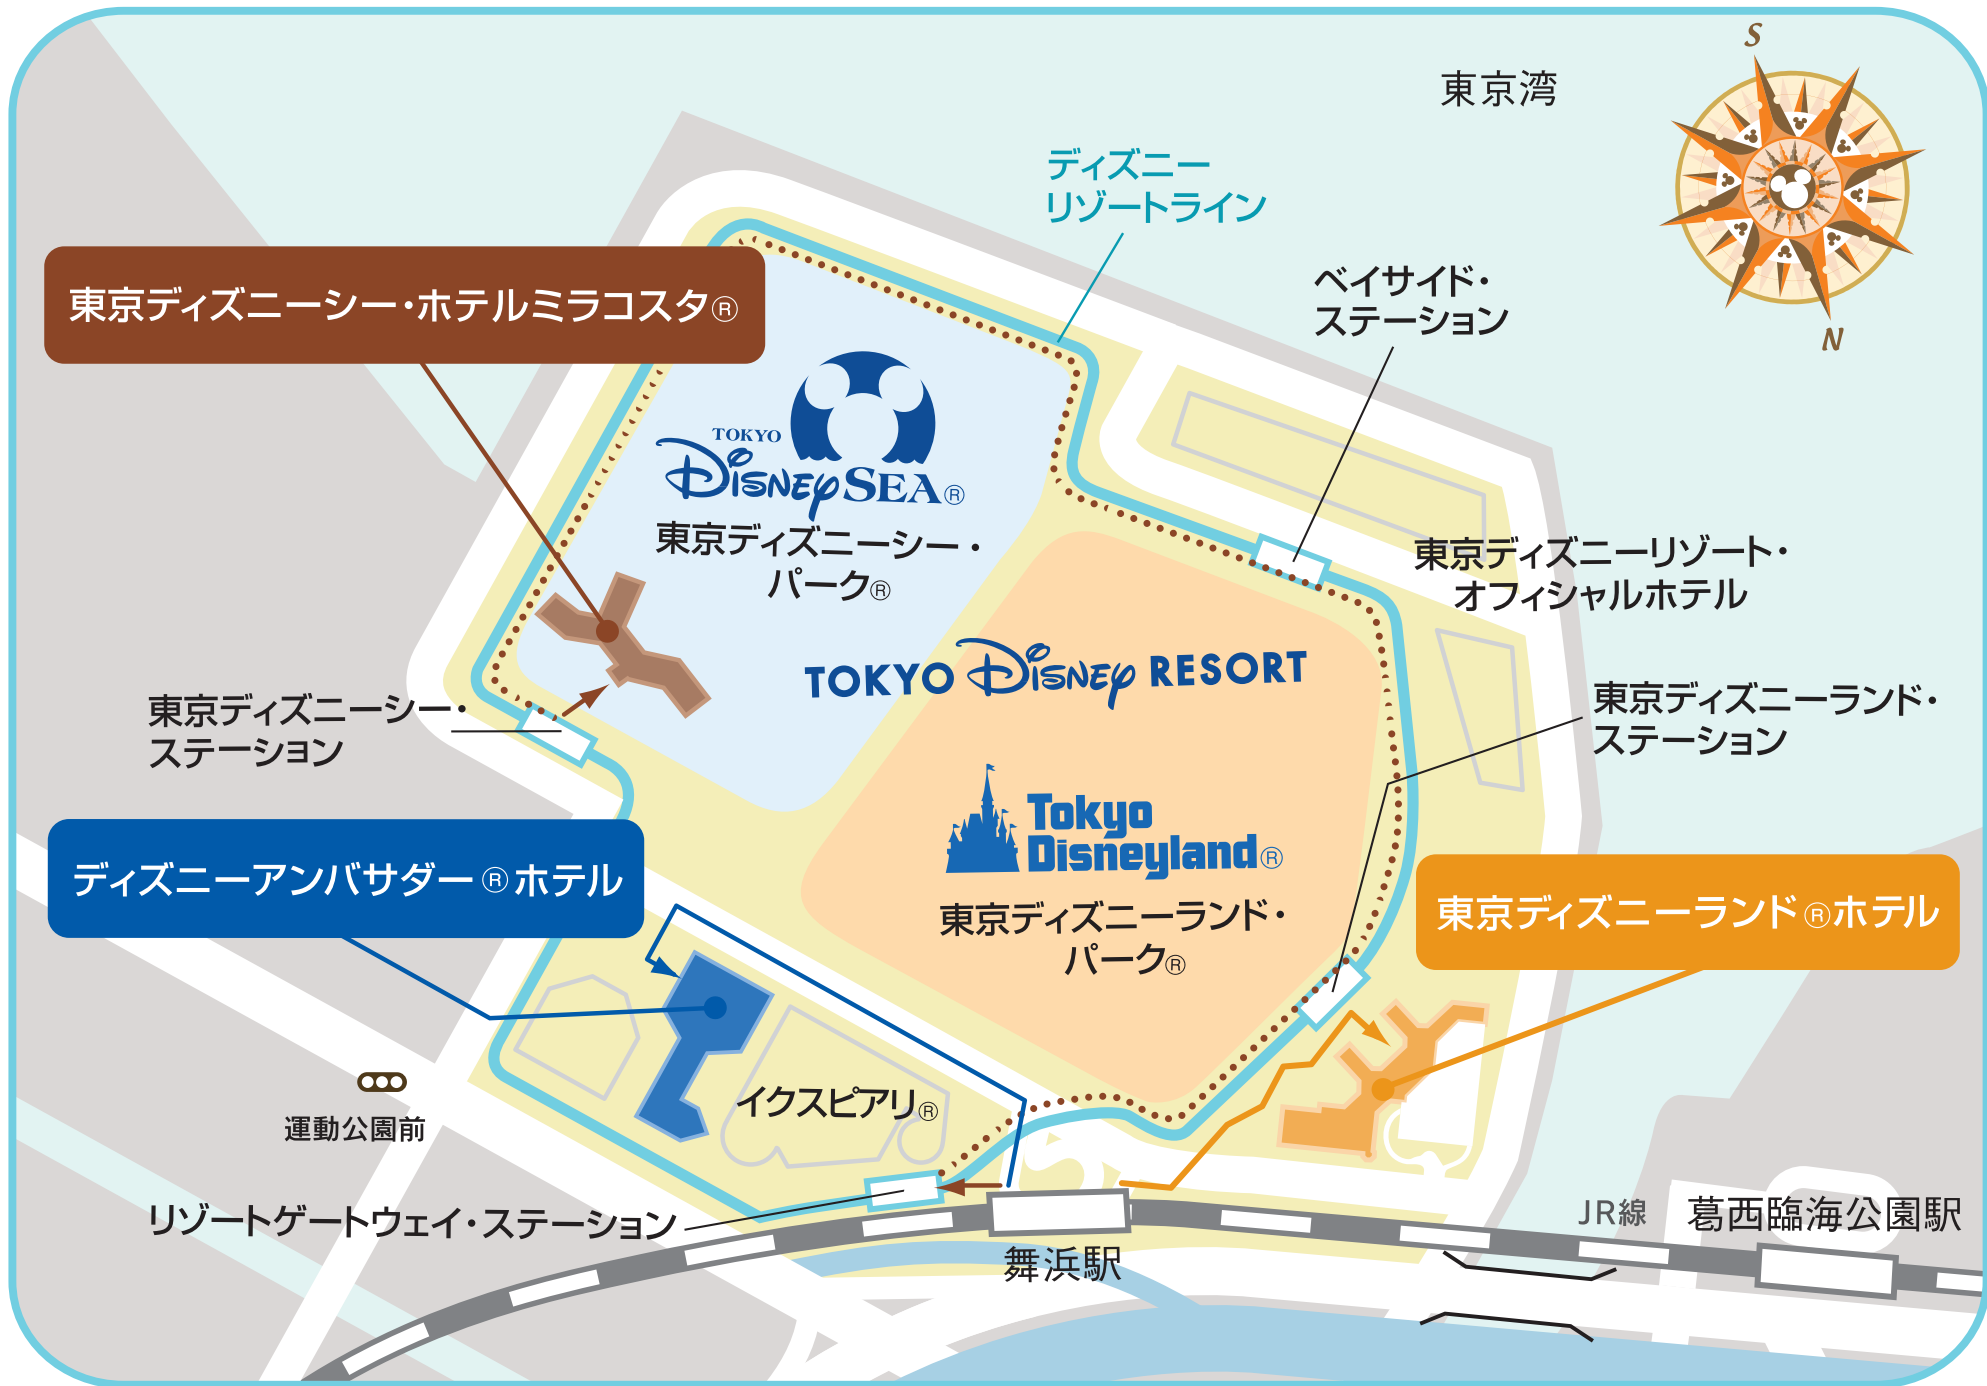 S
東京湾
N
ディズニー
リゾートライン
ベイサイド・
ステーション
東京ディズニーシー・ホテルミラコスタ®
TOKYO
DISNEY SEA®
東京ディズニーシー・
パーク®
東京ディズニーリゾート・
オフィシャルホテル
TOKYO DISNEY RESORT
東京ディズニーシー・
ステーション
東京ディズニーランド・
ステーション
Tokyo
Disneyland®
東京ディズニーランド・
パーク®
ディズニーアンバサダー®ホテル
東京ディズニーランド®ホテル
イクスピアリ®
運動公園前
リゾートゲートウェイ・ステーション
舞浜駅
JR線
葛西臨海公園駅